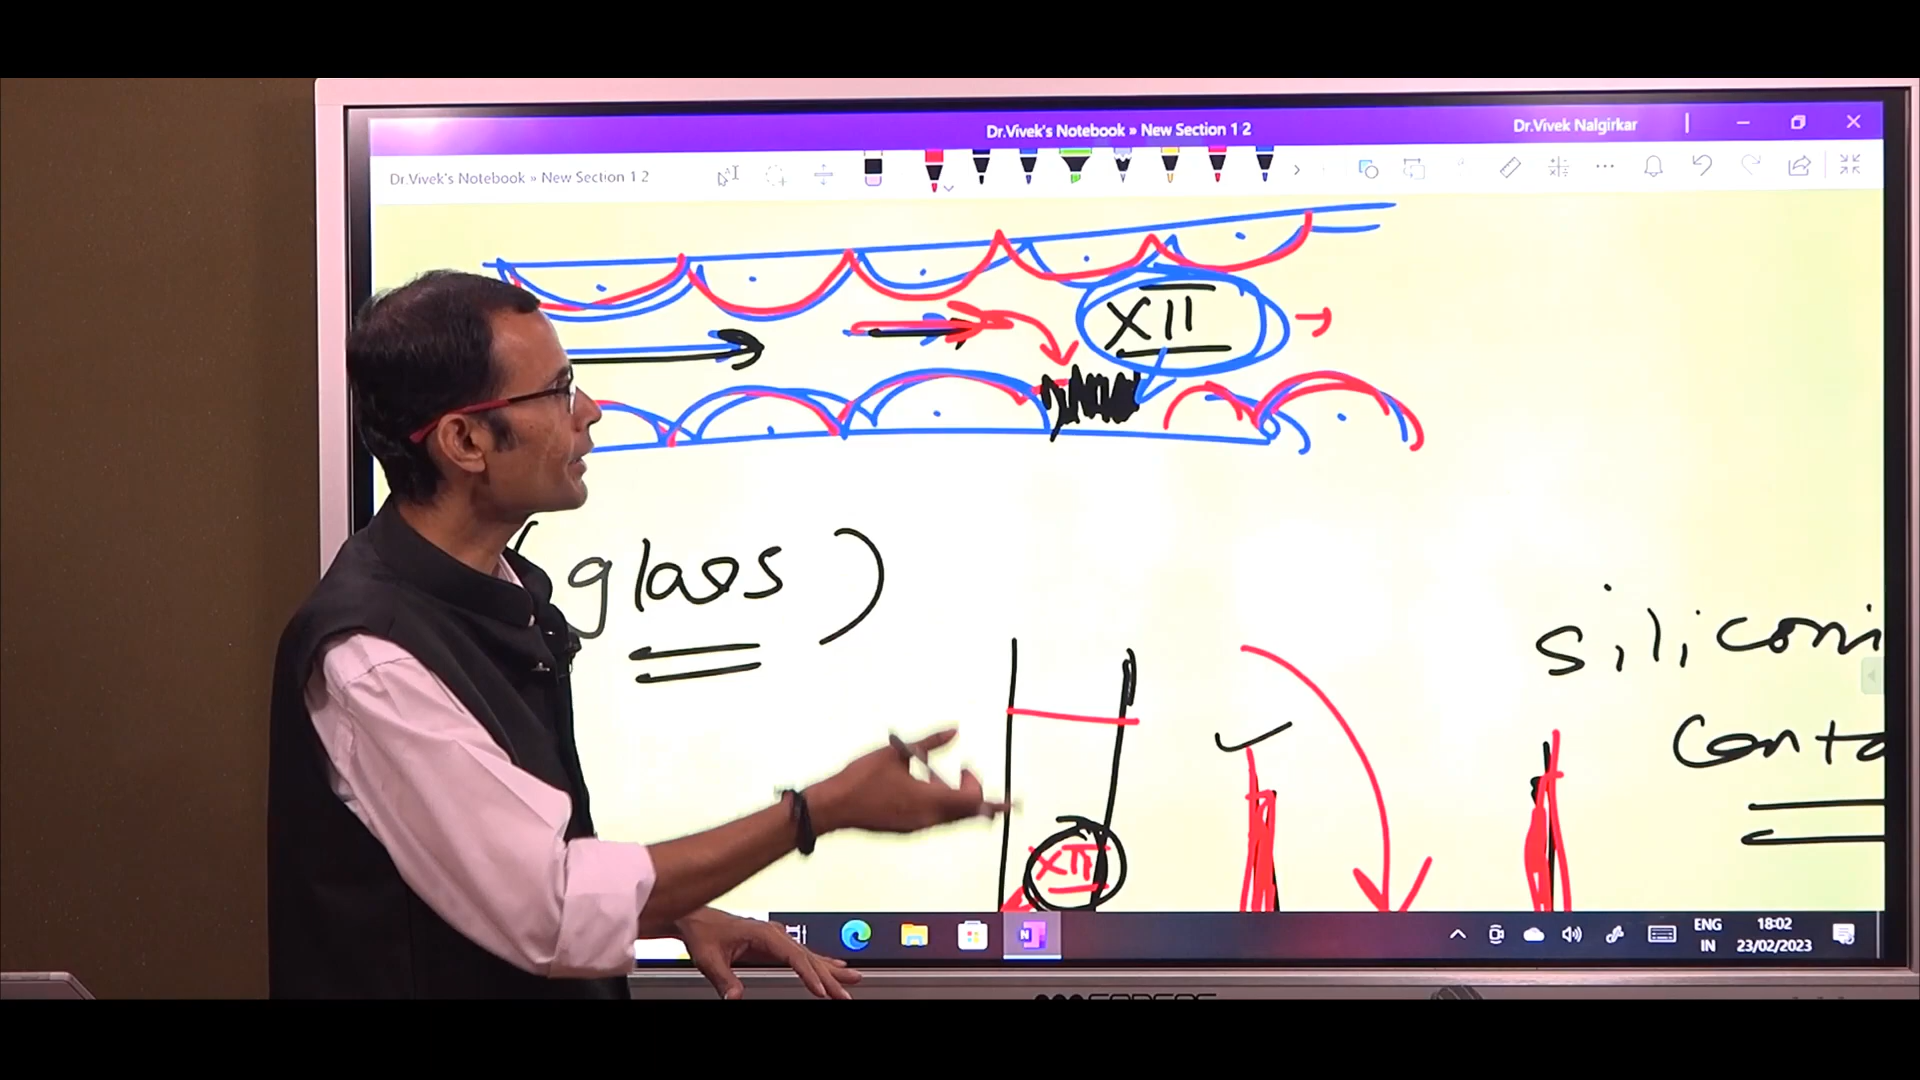 Dr.Vivek's Notebook » New Section 1 2
Dr.Vivek Nalgirkar
Dr.Vivek's Notebook » New Section 1 2
XII
(glass)
siliconi
conta
XII
ENG
IN
18:02
23/02/2023